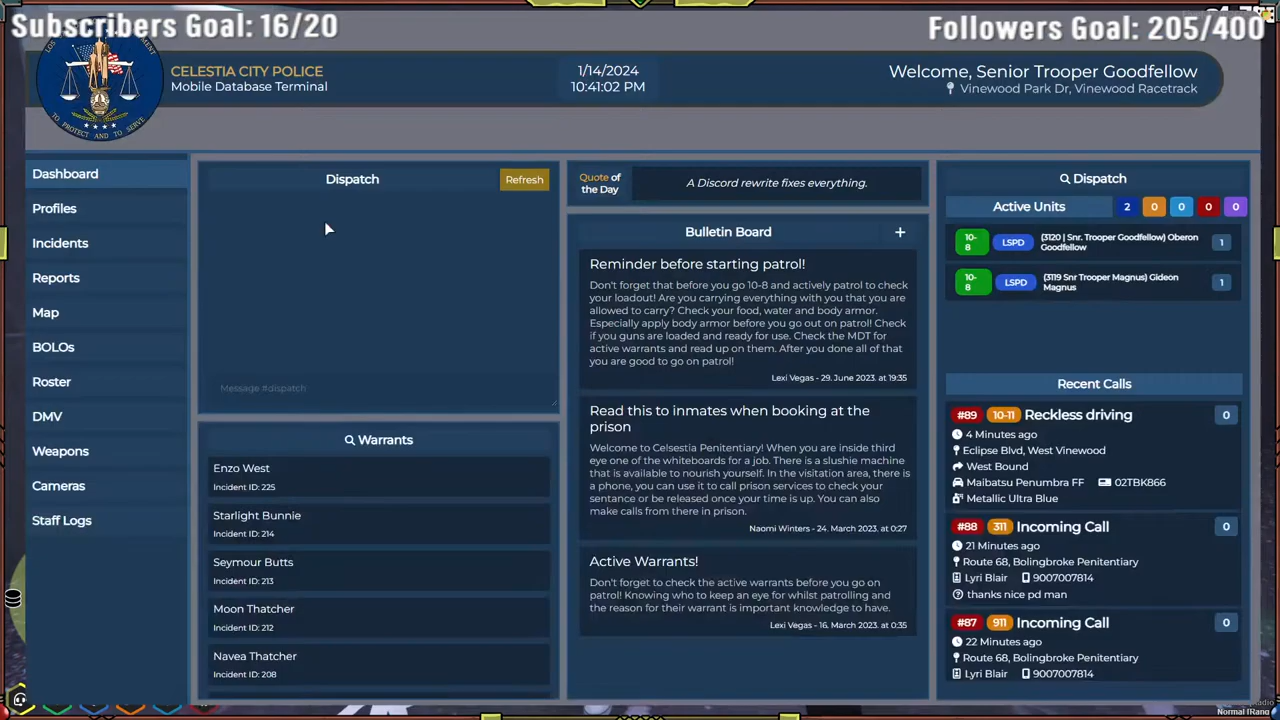 Subscribers Goal: 16/20
Followers Goal: 205/400
CELESTIA CITY POLICE
Mobile Database Terminal
1/14/2024
10:41:02 PM
Welcome, Senior Trooper Goodfellow
Vinewood Park Dr, Vinewood Racetrack
TO PROTECT AND TO SERVE
Dashboard
Profiles
Incidents
Reports
Map
BOLOs
Roster
DMV
Weapons
Cameras
Staff Logs
Dispatch
Refresh
Message #dispatch
Warrants
Enzo West
Incident ID: 225
Starlight Bunnie
Incident ID: 214
Seymour Butts
Incident ID: 213
Moon Thatcher
Incident ID: 212
Navea Thatcher
Incident ID: 208
Quote of
the Day
A Discord rewrite fixes everything.
Bulletin Board
+
Reminder before starting patrol!
Don't forget that before you go 10-8 and actively patrol to check
your loadout! Are you carrying everything with you that you are
allowed to carry? Check your food, water and body armor.
Especially apply body armor before you go out on patrol! Check
if you guns are loaded and ready for use. Check the MDT for
active warrants and read up on them. After you done all of that
you are good to go on patrol!
Lexi Vegas - 29. June 2023. at 19:35
Read this to inmates when booking at the
prison
Welcome to Celsestia Penitentiary! When you are inside third
eye one of the whiteboards for a job. There is a slushie machine
that is available to nourish yourself. In the visitation area, there is
a phone, you can use it to call prison services to check your
sentance or be released once your time is up. You can also
make calls from there in prison.
Naomi Winters - 24. March 2023. at 0:27
Active Warrants!
Don't forget to check the active warrants before you go on
patrol! Knowing who to keep an eye for whilst patrolling and
the reason for their warrant is important knowledge to have.
Lexi Vegas - 16. March 2023. at 0:35
Dispatch
Active Units
2 0 0 0 0
10-8 LSPD (3120 | Snr. Trooper Goodfellow) Oberon Goodfellow 1
10-8 LSPD (3119 Snr Trooper Magnus) Gideon Magnus 1
Recent Calls
#89 10-11 Reckless driving 0
4 Minutes ago
Eclipse Blvd, West Vinewood
West Bound
Maibatsu Penumbra FF 02TBK866
Metallic Ultra Blue
#88 311 Incoming Call 0
21 Minutes ago
Route 68, Bolingbroke Penitentiary
Lyri Blair 9007007814
thanks nice pd man
#87 911 Incoming Call 0
22 Minutes ago
Route 68, Bolingbroke Penitentiary
Lyri Blair 9007007814